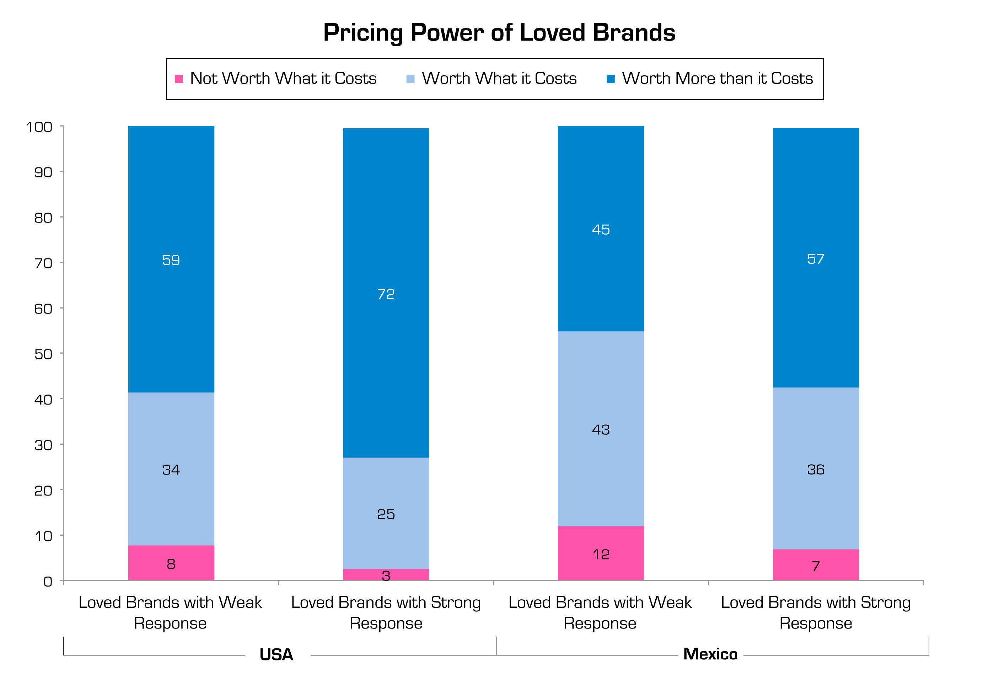 Pricing Power of Loved Brands
Not Worth What it Costs
Worth What it Costs
Worth More than it Costs
100
90
80
70
60
50
40
30
20
10
0
59
34
8
72
25
3
45
43
12
57
36
7
Loved Brands with Weak
Response
Loved Brands with Strong
Response
Loved Brands with Weak
Response
Loved Brands with Strong
Response
USA
Mexico